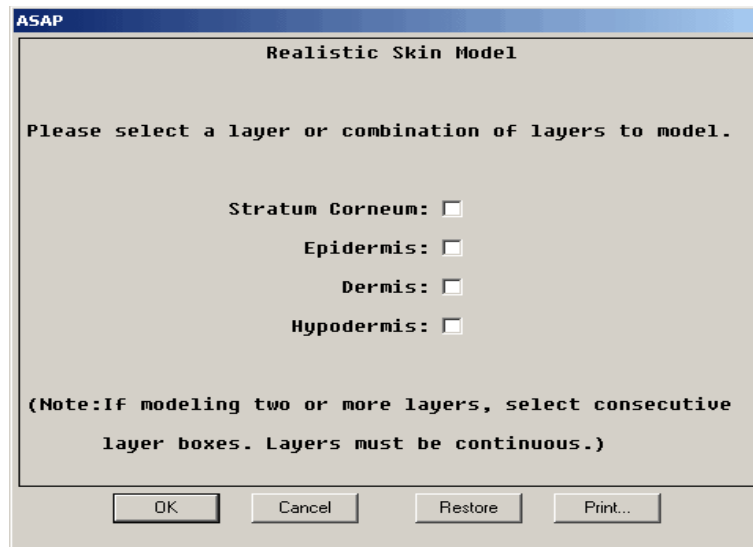 ASAP
Realistic Skin Model
Please select a layer or combination of layers to model.
Stratum Corneum:
Epidermis:
Dermis:
Hypodermis:
(Note:If modeling two or more layers, select consecutive
layer boxes. Layers must be continuous.)
OK Cancel Restore Print...